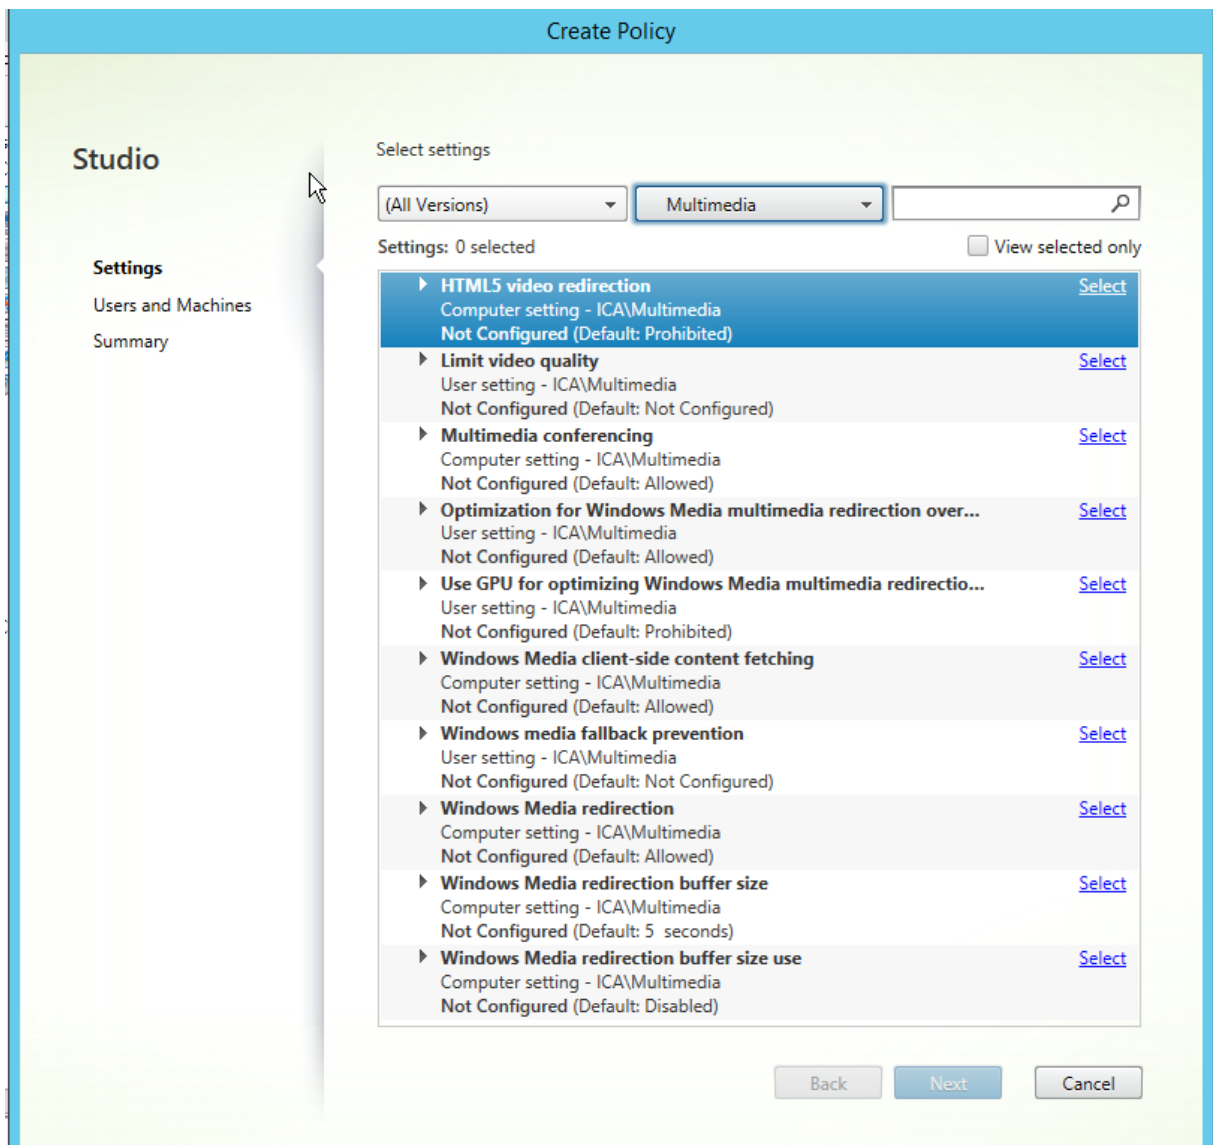 Create Policy
Studio
Settings
Users and Machines
Summary
Select settings
(All Versions) Multimedia
Settings: 0 selected View selected only
HTML5 video redirection Select
Computer setting - ICA\Multimedia
Not Configured (Default: Prohibited)
Limit video quality Select
User setting - ICA\Multimedia
Not Configured (Default: Not Configured)
Multimedia conferencing Select
Computer setting - ICA\Multimedia
Not Configured (Default: Allowed)
Optimization for Windows Media multimedia redirection over... Select
User setting - ICA\Multimedia
Not Configured (Default: Allowed)
Use GPU for optimizing Windows Media multimedia redirectio... Select
User setting - ICA\Multimedia
Not Configured (Default: Prohibited)
Windows Media client-side content fetching Select
Computer setting - ICA\Multimedia
Not Configured (Default: Allowed)
Windows media fallback prevention Select
User setting - ICA\Multimedia
Not Configured (Default: Not Configured)
Windows Media redirection Select
Computer setting - ICA\Multimedia
Not Configured (Default: Allowed)
Windows Media redirection buffer size Select
Computer setting - ICA\Multimedia
Not Configured (Default: 5  seconds)
Windows Media redirection buffer size use Select
Computer setting - ICA\Multimedia
Not Configured (Default: Disabled)
Back Next Cancel